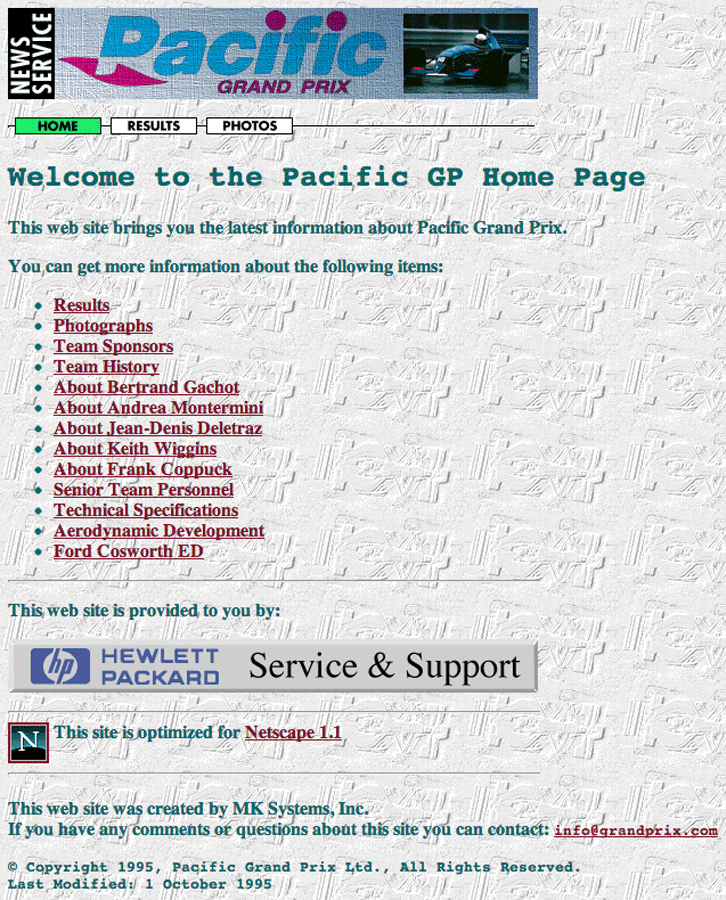 NEWS SERVICE
Pacific
GRAND PRIX
HOME RESULTS PHOTOS
Welcome to the Pacific GP Home Page
This web site brings you the latest information about Pacific Grand Prix.
You can get more information about the following items:
Results
Photographs
Team Sponsors
Team History
About Bertrand Gachot
About Andrea Montermini
About Jean-Denis Deletraz
About Keith Wiggins
About Frank Coppuck
Senior Team Personnel
Technical Specifications
Aerodynamic Development
Ford Cosworth ED
This web site is provided to you by:
hp HEWLETT PACKARD Service & Support
N This site is optimized for Netscape 1.1
This web site was created by MK Systems, Inc.
If you have any comments or questions about this site you can contact: info@grandprix.com
© Copyright 1995, Pacific Grand Prix Ltd., All Rights Reserved.
Last Modified: 1 October 1995